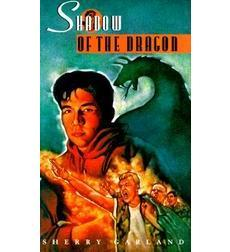 SHADOW
OF THE DRAGON
SHERRY GARLAND